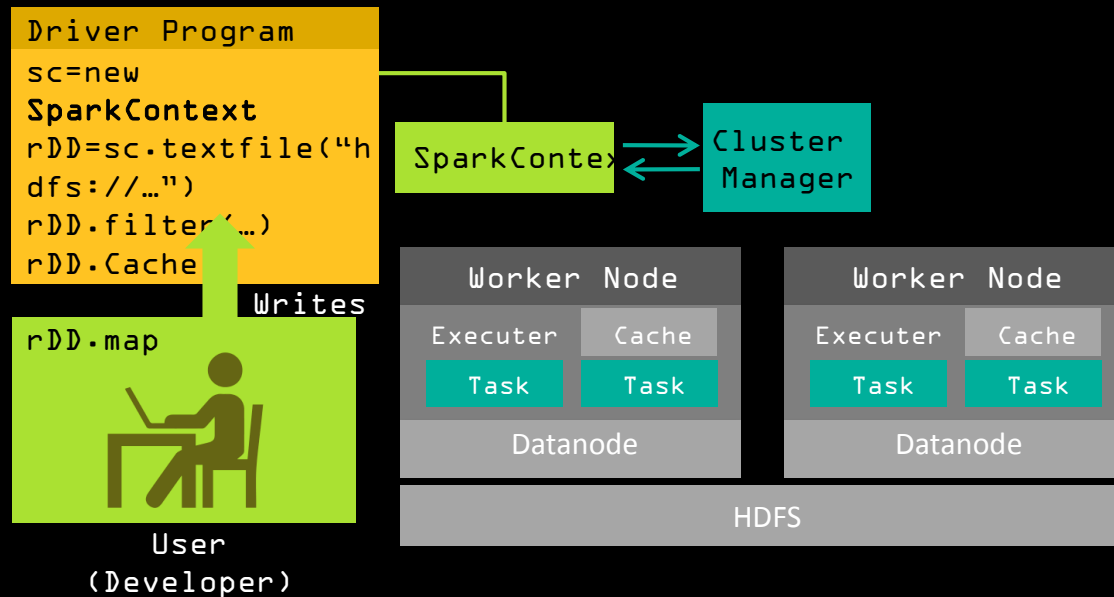 Driver Program
sc=new
SparkContext
rDD=sc.textfile("h
dfs://…")
rDD.filter(…)
rDD.Cache
Writes
rDD.map
User
(Developer)
SparkContex
Cluster
Manager
Worker Node
Executer Cache
Task Task
Datanode
Worker Node
Executer Cache
Task Task
Datanode
HDFS